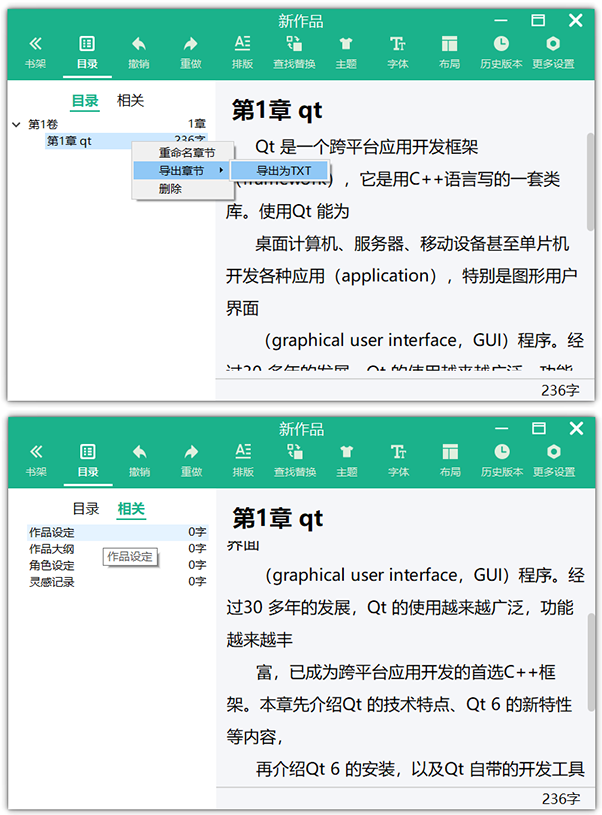 新作品
书架 目录 撤销 重做 排版 查找替换 主题 字体 布局 历史版本 更多设置
目录 相关
第1卷 1章
第1章 qt 236字
重命名章节
导出章节 导出为TXT
删除
第1章 qt
Qt 是一个跨平台应用开发框架
（framework），它是用C++语言写的一套类
库。使用Qt 能为
桌面计算机、服务器、移动设备甚至单片机
开发各种应用（application），特别是图形用户
界面
（graphical user interface，GUI）程序。经
过30 多年的发展，Qt 的使用越来越广泛，功能
236字
新作品
书架 目录 撤销 重做 排版 查找替换 主题 字体 布局 历史版本 更多设置
目录 相关
作品设定 0字
作品大纲 0字
角色设定 0字
灵感记录 0字
作品设定
第1章 qt
界面
（graphical user interface，GUI）程序。经
过30 多年的发展，Qt 的使用越来越广泛，功能
越来越丰
富，已成为跨平台应用开发的首选C++框
架。本章先介绍Qt 的技术特点、Qt 6 的新特性
等内容，
再介绍Qt 6 的安装，以及Qt 自带的开发工具
236字